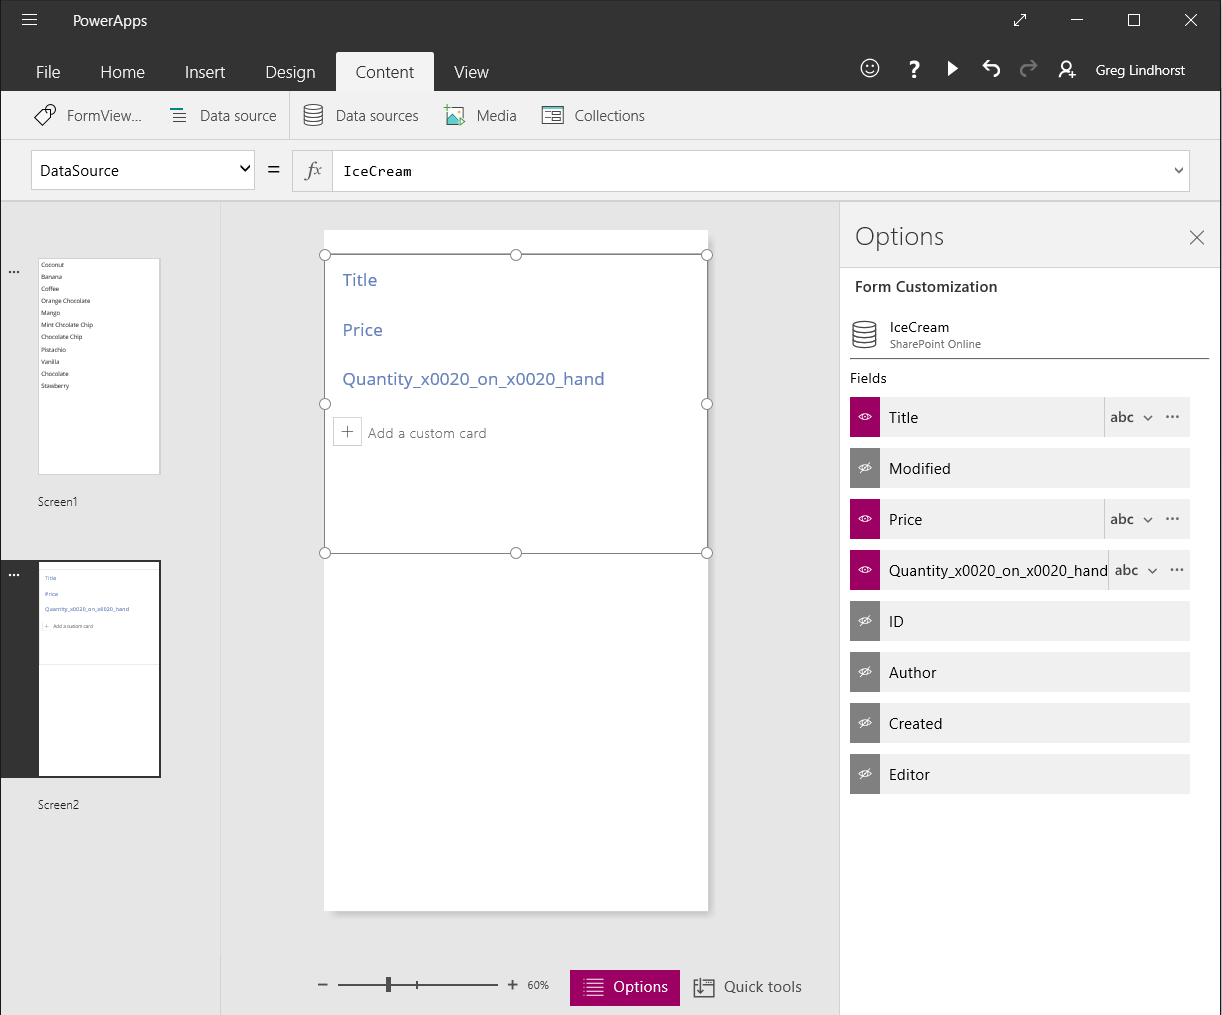 PowerApps
File Home Insert Design Content View
? Greg Lindhorst
FormView... Data source Data sources Media Collections
DataSource = fx IceCream
Coconut
Banana
Coffee
Orange Chocolate
Mango
Mint Chcolate Chip
Chocolate Chip
Pistachio
Vanilla
Chocolate
Stawberry
Screen1
Title
Price
Quantity_x0020_on_x0020_hand
+ Add a custom card
Screen2
Title
Price
Quantity_x0020_on_x0020_hand
+ Add a custom card
− + 60%
Options
Quick tools
Options
Form Customization
IceCream
SharePoint Online
Fields
Title abc ...
Modified
Price abc ...
Quantity_x0020_on_x0020_hand abc ...
ID
Author
Created
Editor